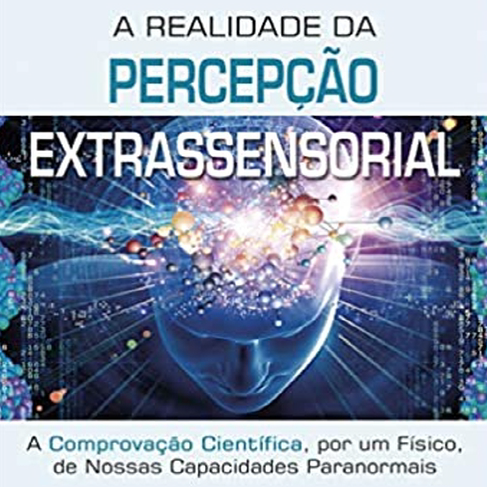 A REALIDADE DA
PERCEPÇÃO
EXTRASSENSORIAL
A Comprovação Científica, por um Físico,
de Nossas Capacidades Paranormais